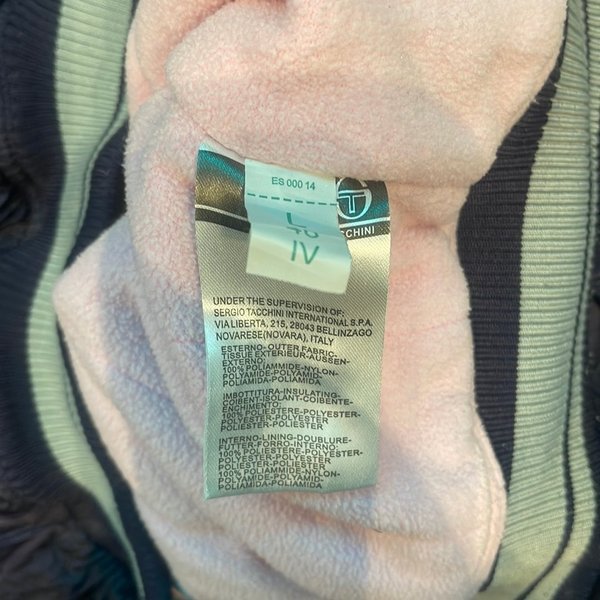 ES 000 14
L
48
IV
CCHINI
UNDER THE SUPERVISION OF:
SERGIO TACCHINI INTERNATIONAL S.P.A.
VIA LIBERTA, 215, 28043 BELLINZAGO
NOVARESE(NOVARA), ITALY
ESTERNO-OUTER FABRIC-
TISSUE EXTERIEUR-AUSSEN-
EXTERNO:
100% POLIAMMIDE-NYLON-
POLYAMIDE-POLYAMID-
POLIAMIDA-POLIAMIDA
IMBOTTITURA-INSULATING-
COIBENT-ISOLANT-COIBENTE-
ENCHIMENTO:
100% POLIESTERE-POLYESTER-
POLYESTER-POLYESTER
POLIESTER-POLIESTER
INTERNO-LINING-DOUBLURE-
FUTTER-FORRO-INTERNO:
100% POLIESTERE-POLYESTER-
POLYESTER-POLYESTER
POLIESTER-POLIESTER
100% POLIAMMIDE-NYLON-
POLYAMIDE-POLYAMID-
POLIAMIDA-POLIAMIDA